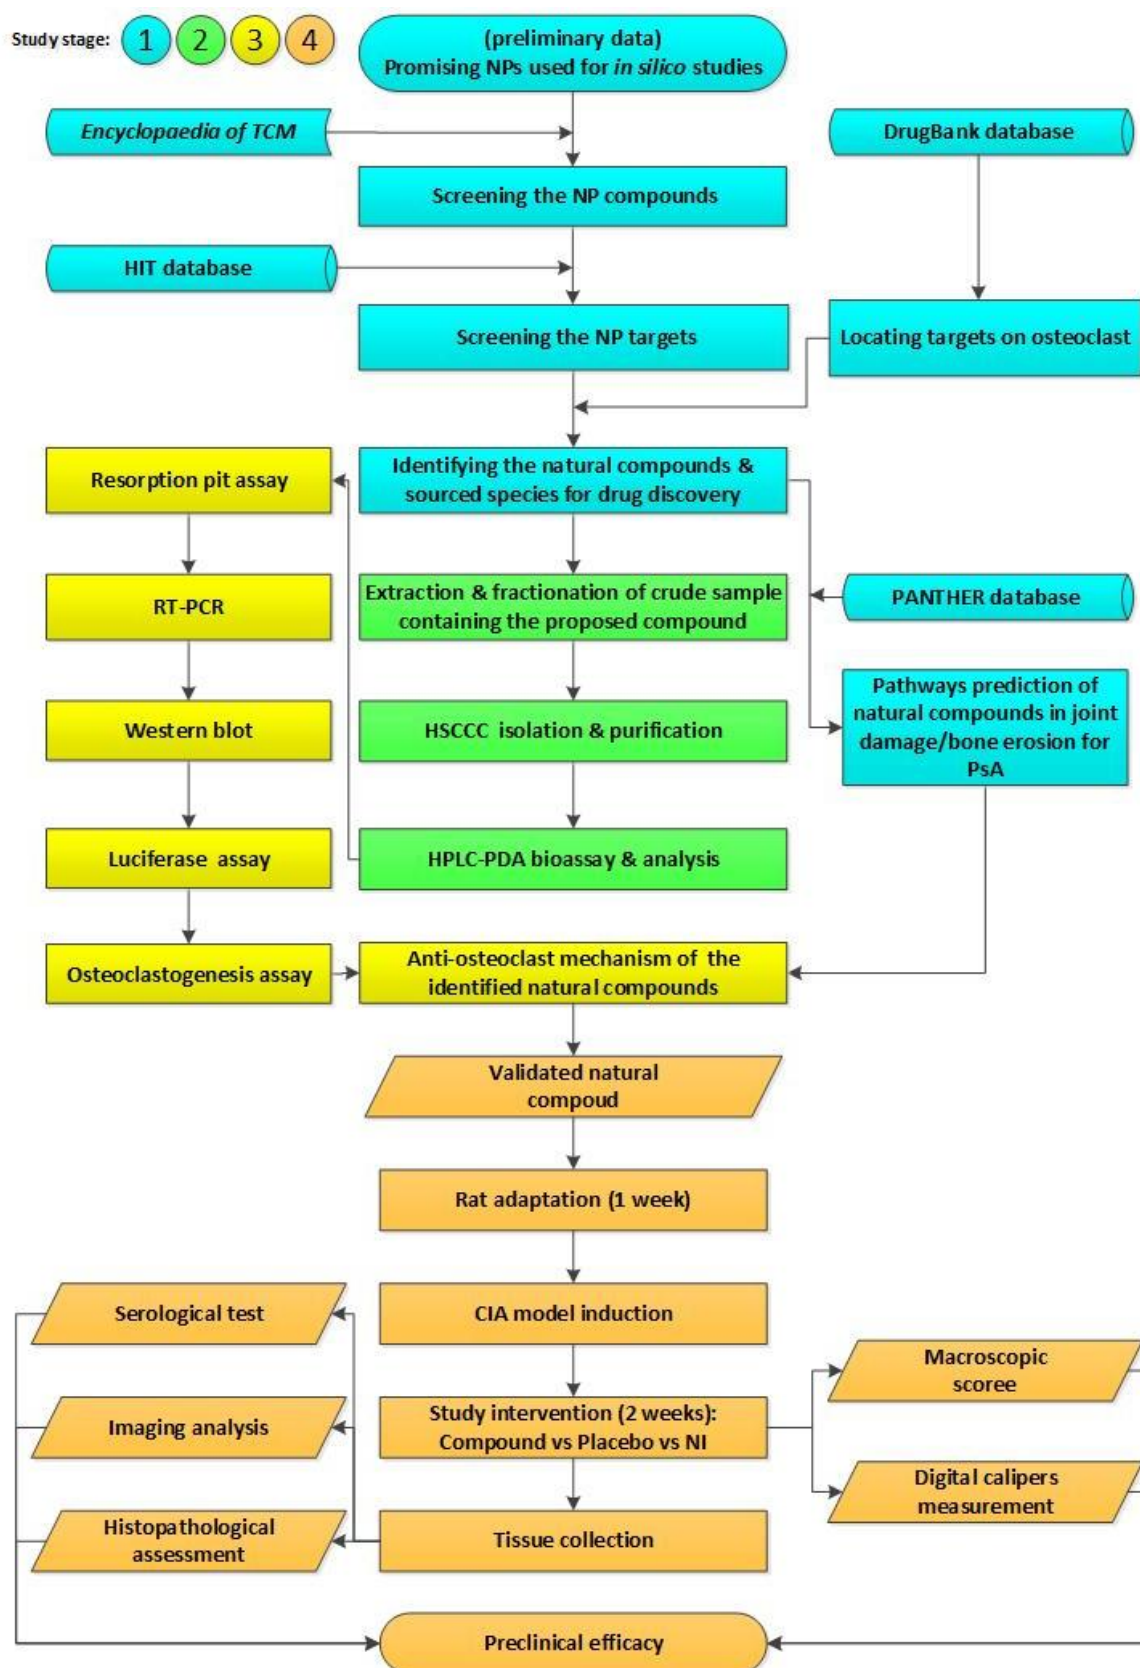 Study stage: 1 2 3 4
(preliminary data)
Promising NPs used for in silico studies
Encyclopaedia of TCM
DrugBank database
Screening the NP compounds
HIT database
Screening the NP targets
Locating targets on osteoclast
Resorption pit assay
Identifying the natural compounds &
sourced species for drug discovery
RT-PCR
Extraction & fractionation of crude sample
containing the proposed compound
PANTHER database
Pathways prediction of
natural compounds in joint
damage/bone erosion for
PsA
Western blot
HSCCC isolation & purification
Luciferase assay
HPLC-PDA bioassay & analysis
Osteoclastogenesis assay
Anti-osteoclast mechanism of the
identified natural compounds
Validated natural
compoud
Rat adaptation (1 week)
Serological test
CIA model induction
Macroscopic
scoree
Imaging analysis
Study intervention (2 weeks):
Compound vs Placebo vs NI
Digital calipers
measurement
Histopathological
assessment
Tissue collection
Preclinical efficacy